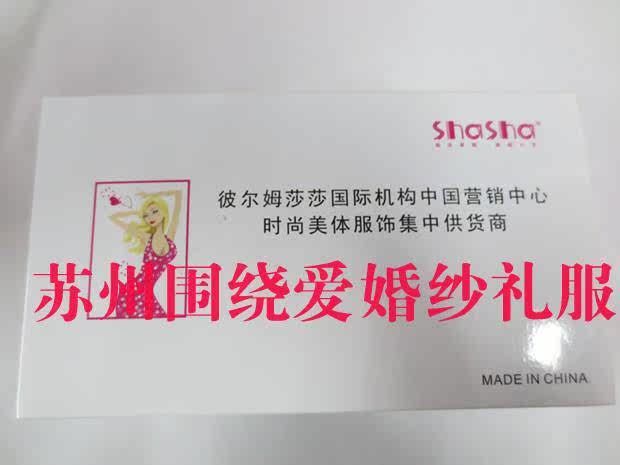 shasha
彼尔姆莎莎国际机构中国营销中心
时尚美体服饰集中供货商
苏州围绕爱婚纱礼服
MADE IN CHINA